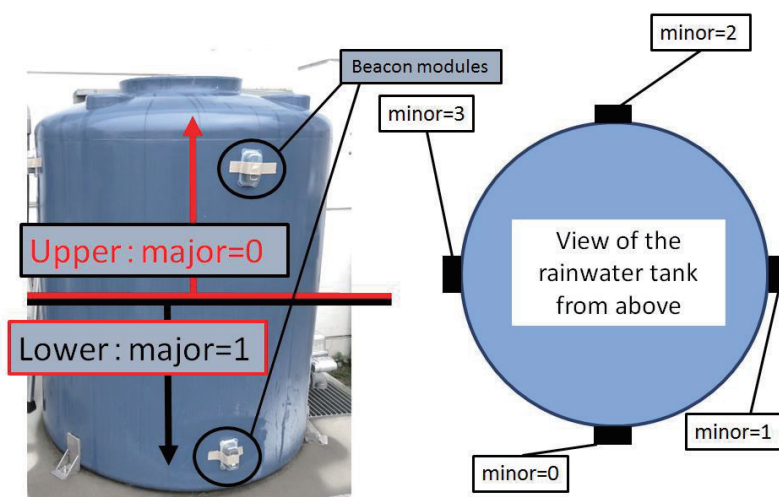 Beacon modules
Upper : major=0
Lower : major=1
minor=2
minor=3
View of the
rainwater tank
from above
minor=1
minor=0